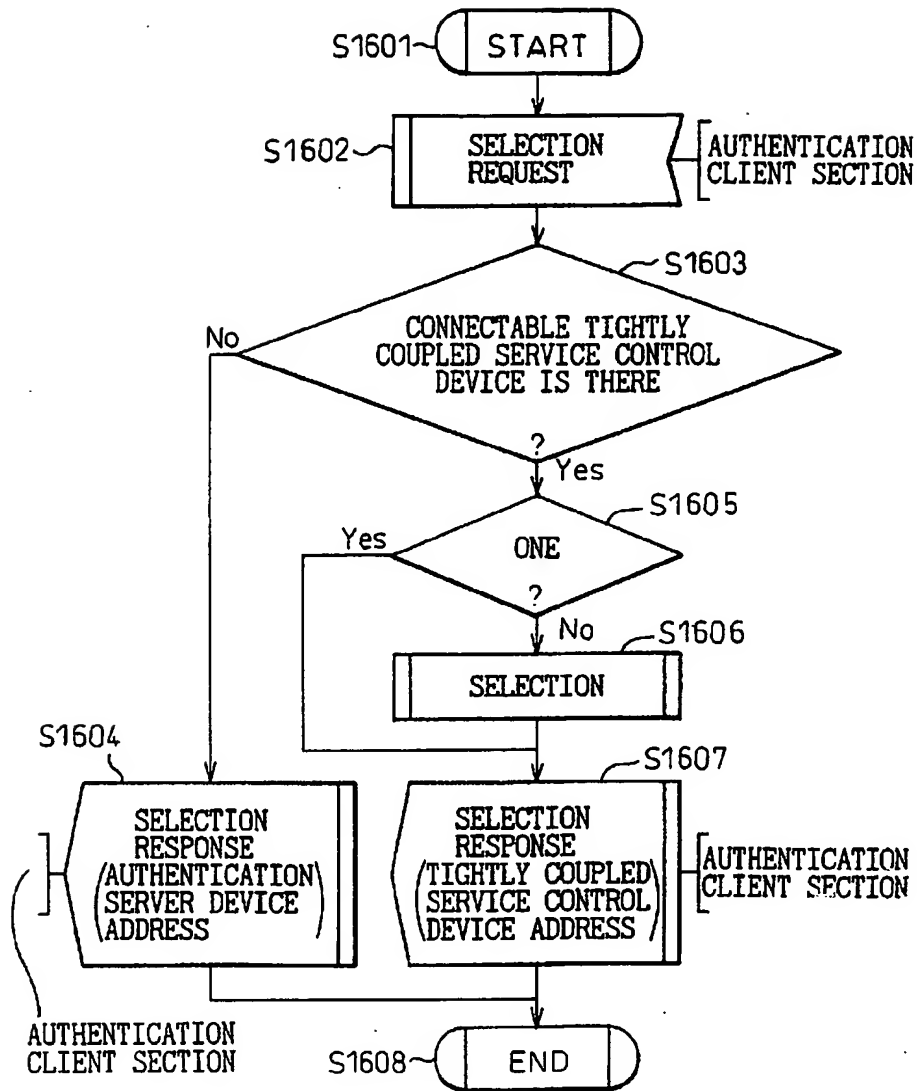 S1601
START
S1602
SELECTION
REQUEST
AUTHENTICATION
CLIENT SECTION
S1603
No
CONNECTABLE TIGHTLY
COUPLED SERVICE CONTROL
DEVICE IS THERE
?
Yes
S1605
Yes
ONE
?
No
S1606
SELECTION
S1604
SELECTION
RESPONSE
(AUTHENTICATION
SERVER DEVICE
ADDRESS)
S1607
SELECTION
RESPONSE
(TIGHTLY COUPLED
SERVICE CONTROL
DEVICE ADDRESS)
AUTHENTICATION
CLIENT SECTION
AUTHENTICATION
CLIENT SECTION
S1608
END